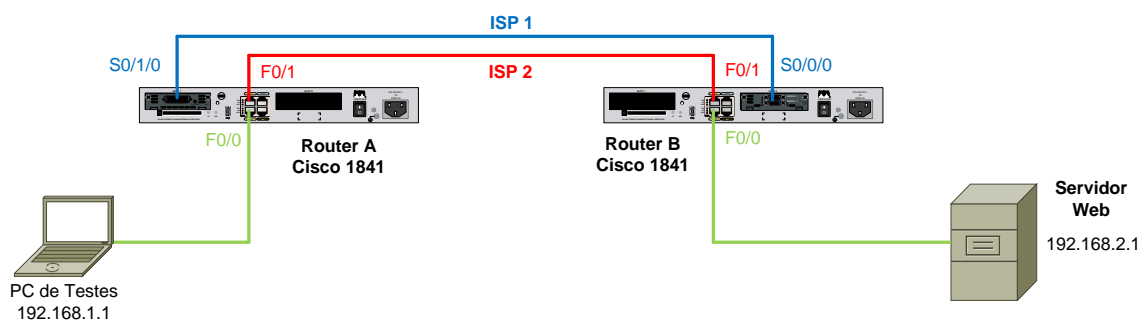 ISP 1
S0/1/0
F0/1
ISP 2
F0/1
S0/0/0
F0/0
Router A
Cisco 1841
Router B
Cisco 1841
F0/0
Servidor
Web
192.168.2.1
PC de Testes
192.168.1.1